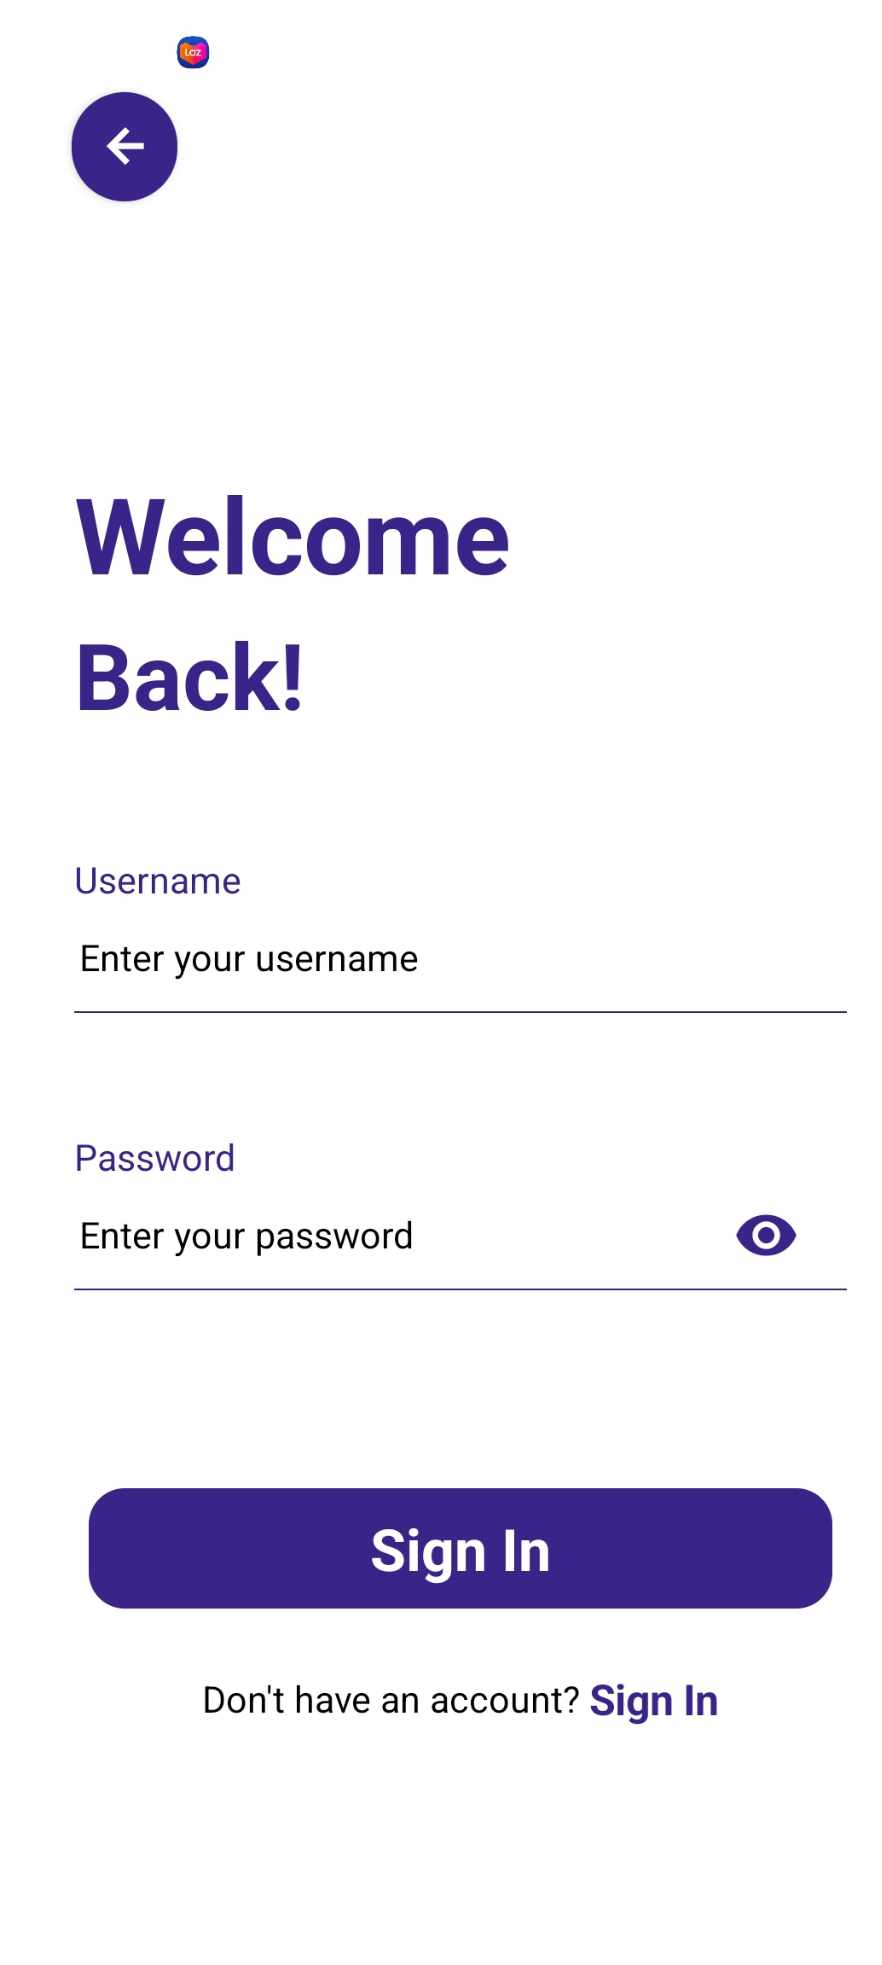 Laz
Welcome
Back!
Username
Enter your username
Password
Enter your password
Sign In
Don't have an account? Sign In